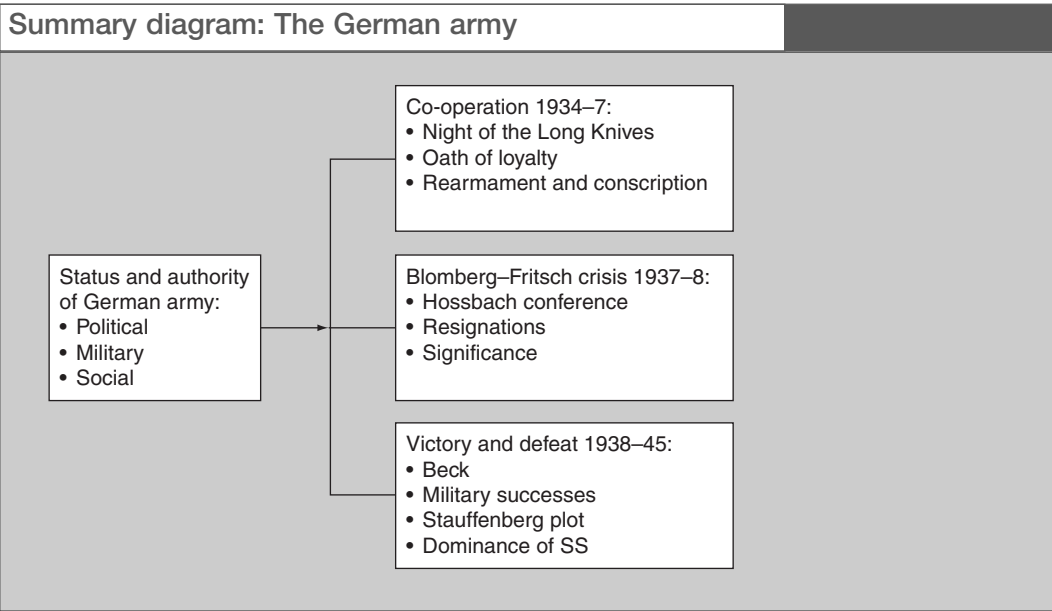 Summary diagram: The German army
Status and authority
of German army:
• Political
• Military
• Social
Co-operation 1934–7:
• Night of the Long Knives
• Oath of loyalty
• Rearmament and conscription
Blomberg–Fritsch crisis 1937–8:
• Hossbach conference
• Resignations
• Significance
Victory and defeat 1938–45:
• Beck
• Military successes
• Stauffenberg plot
• Dominance of SS